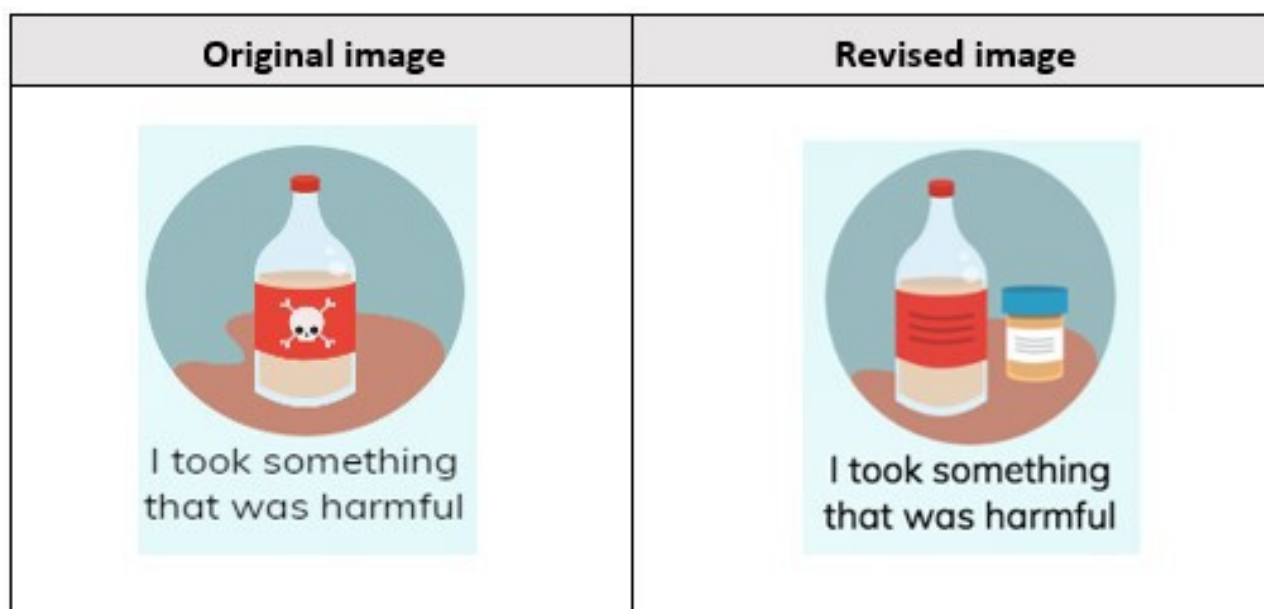 Original image
Revised image
I took something
that was harmful
I took something
that was harmful